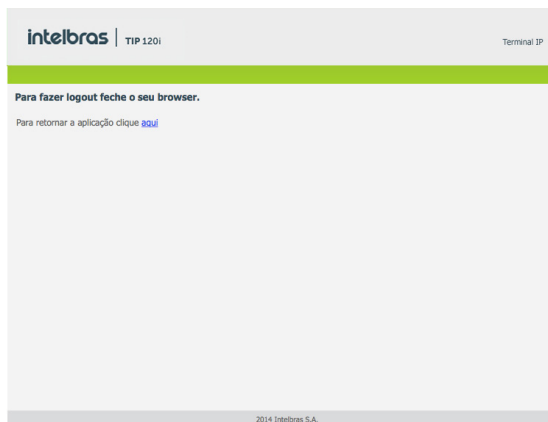 intelbras | TIP 120i
Terminal IP
Para fazer logout feche o seu browser.
Para retornar a aplicação clique aqui
2014 Intelbras S.A.